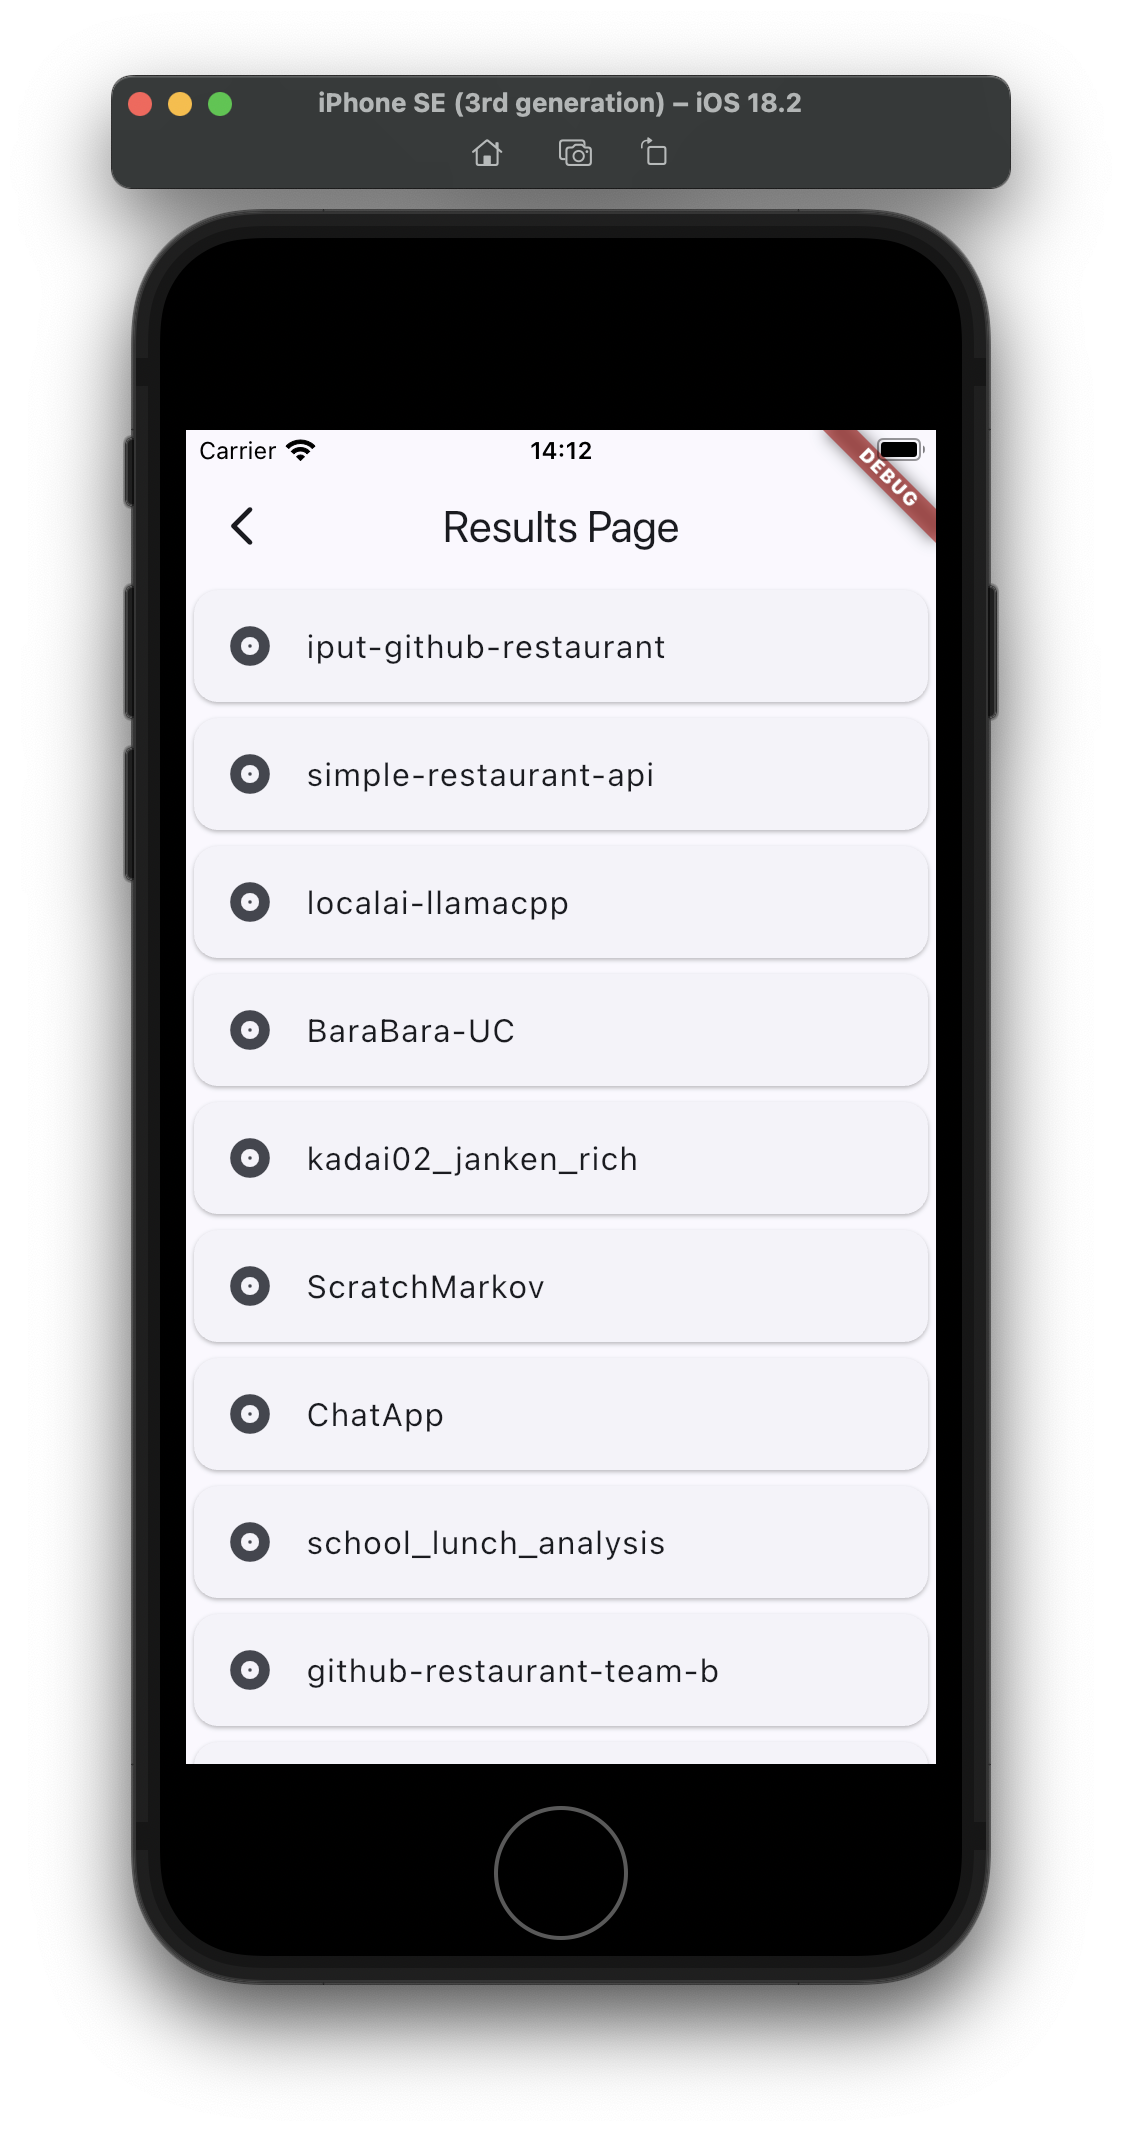 iPhone SE (3rd generation) – iOS 18.2
Carrier
14:12
DEBUG
Results Page
iput-github-restaurant
simple-restaurant-api
localai-llamacpp
BaraBara-UC
kadai02_janken_rich
ScratchMarkov
ChatApp
school_lunch_analysis
github-restaurant-team-b